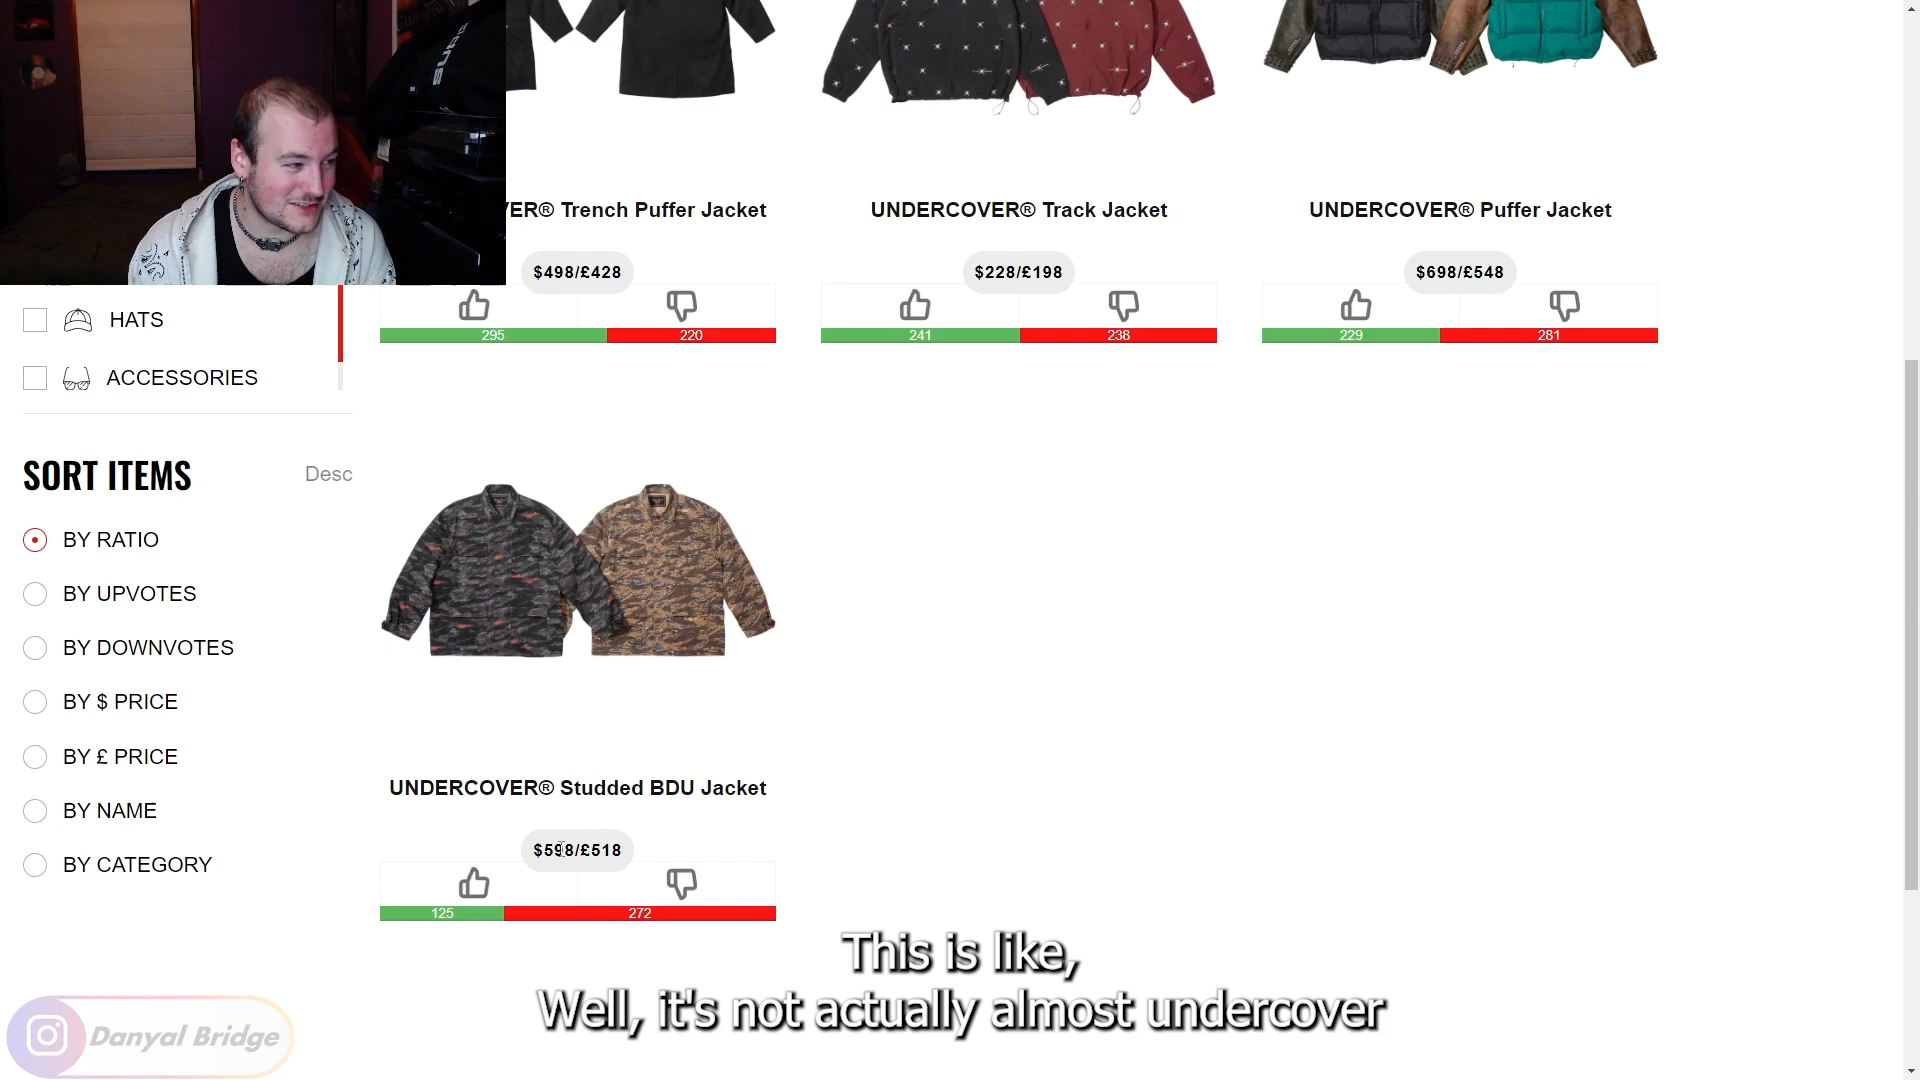 VER® Trench Puffer Jacket
UNDERCOVER® Track Jacket
UNDERCOVER® Puffer Jacket
$498/£428
$228/£198
$698/£548
295
220
241
238
229
281
HATS
ACCESSORIES
SORT ITEMS
Desc
BY RATIO
BY UPVOTES
BY DOWNVOTES
BY $ PRICE
BY £ PRICE
BY NAME
BY CATEGORY
UNDERCOVER® Studded BDU Jacket
$598/£518
125
272
This is like,
Well, it's not actually almost undercover
Danyal Bridge